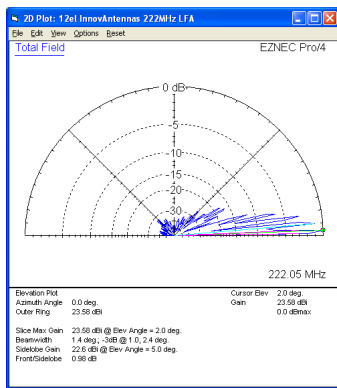 2D Plot: 12el InnovAntennas 222MHz LFA
File Edit View Options Reset
Total Field
EZNEC Pro/4
0 dB
-5
-10
-15
-20
-30
222.05 MHz
Elevation Plot
Cursor Elev 2.0 deg.
Azimuth Angle 0.0 deg.
Gain 23.58 dBi
Outer Ring 23.58 dBi
0.0 dBmax
Slice Max Gain 23.58 dBi @ Elev Angle = 2.0 deg.
Beamwidth 1.4 deg.; -3dB @ 1.0, 2.4 deg.
Sidelobe Gain 22.6 dBi @ Elev Angle = 5.0 deg.
Front/Sidelobe 0.98 dB